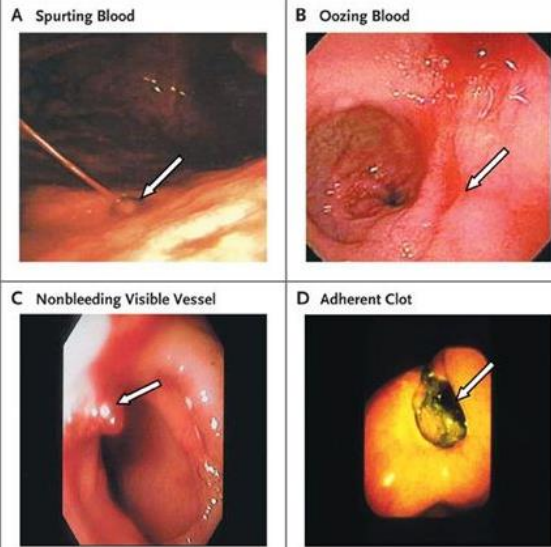 A Spurting Blood
B Oozing Blood
C Nonbleeding Visible Vessel
D Adherent Clot